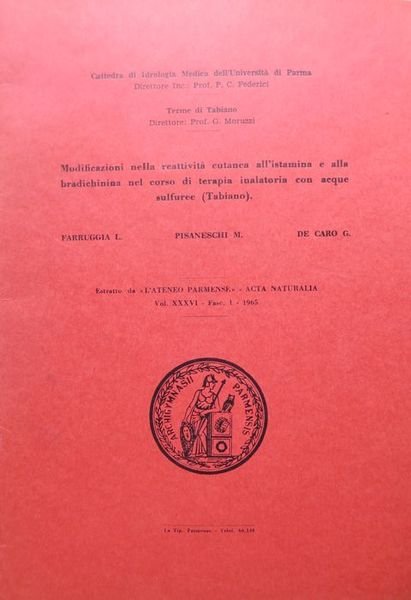 Cattedra di Idrologia Medica dell'Università di Parma
Direttore Inc: Prof. P. C. Federici
Terme di Tabiano
Direttore: Prof. G. Moruzzi
Modificazioni nella reattività cutanea all'istamina e alla
bradichinina nel corso di terapia inalatoria con acque
sulfuree (Tabiano).
FARRUGGIA L. PISANESCHI M. DE CARO G.
Estratto da «L'ATENEO PARMENSE» - ACTA NATURALIA
Vol. XXXVI - Fasc. 1 - 1965
ARCHIGYMNASII PARMENSIS
La Tip. Parmense - Telef.